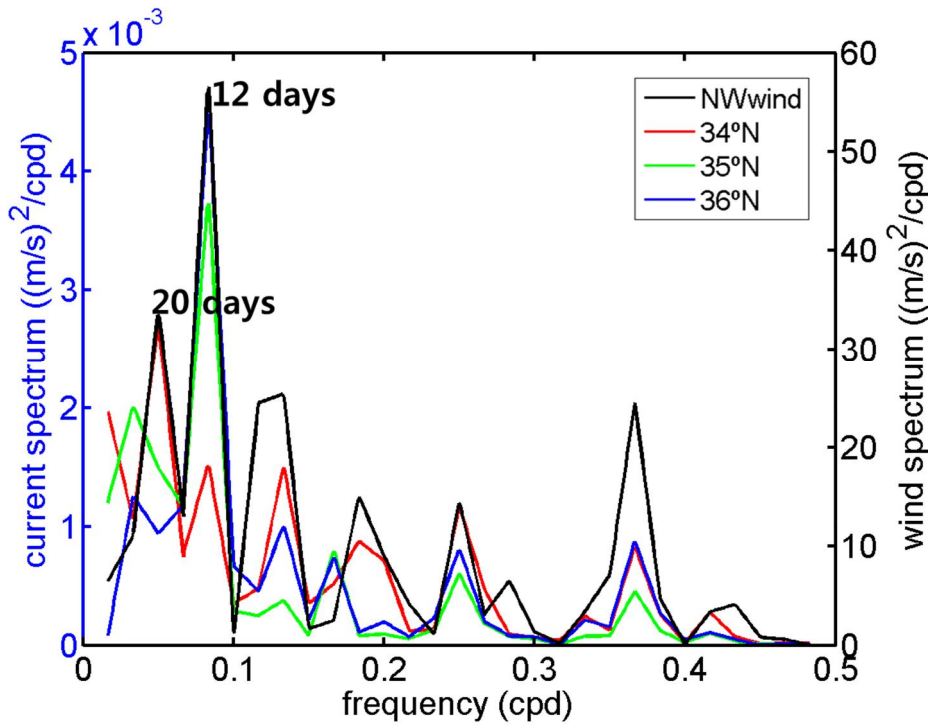 5 x 10⁻³
60
12 days
NWwind
34ºN
35ºN
36ºN
4
50
40
3
20 days
30
2
20
1
10
0
0
0
0.1
0.2
0.3
0.4
0.5
frequency (cpd)
current spectrum ((m/s)²/cpd)
wind spectrum ((m/s)²/cpd)